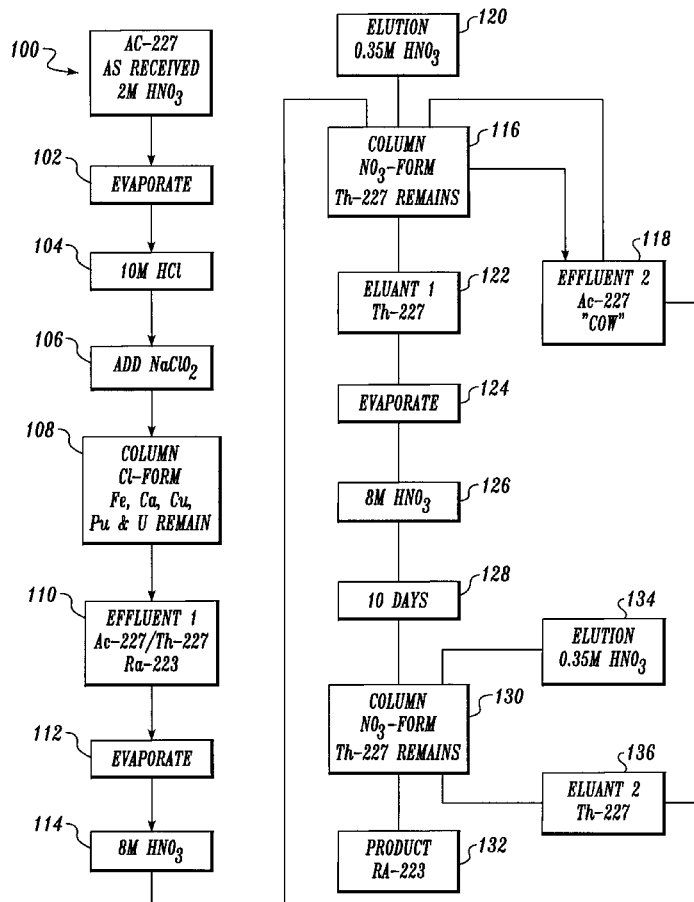 100
AC-227
AS RECEIVED
2M HNO3
102
EVAPORATE
104
10M HCl
106
ADD NaClO2
108
COLUMN
Cl-FORM
Fe, Ca, Cu,
Pu & U REMAIN
110
EFFLUENT 1
Ac-227/Th-227
Ra-223
112
EVAPORATE
114
8M HNO3
120
ELUTION
0.35M HNO3
116
COLUMN
NO3-FORM
Th-227 REMAINS
118
EFFLUENT 2
Ac-227
"COW"
122
ELUANT 1
Th-227
124
EVAPORATE
126
8M HNO3
128
10 DAYS
134
ELUTION
0.35M HNO3
130
COLUMN
NO3-FORM
Th-227 REMAINS
136
ELUANT 2
Th-227
132
PRODUCT
RA-223